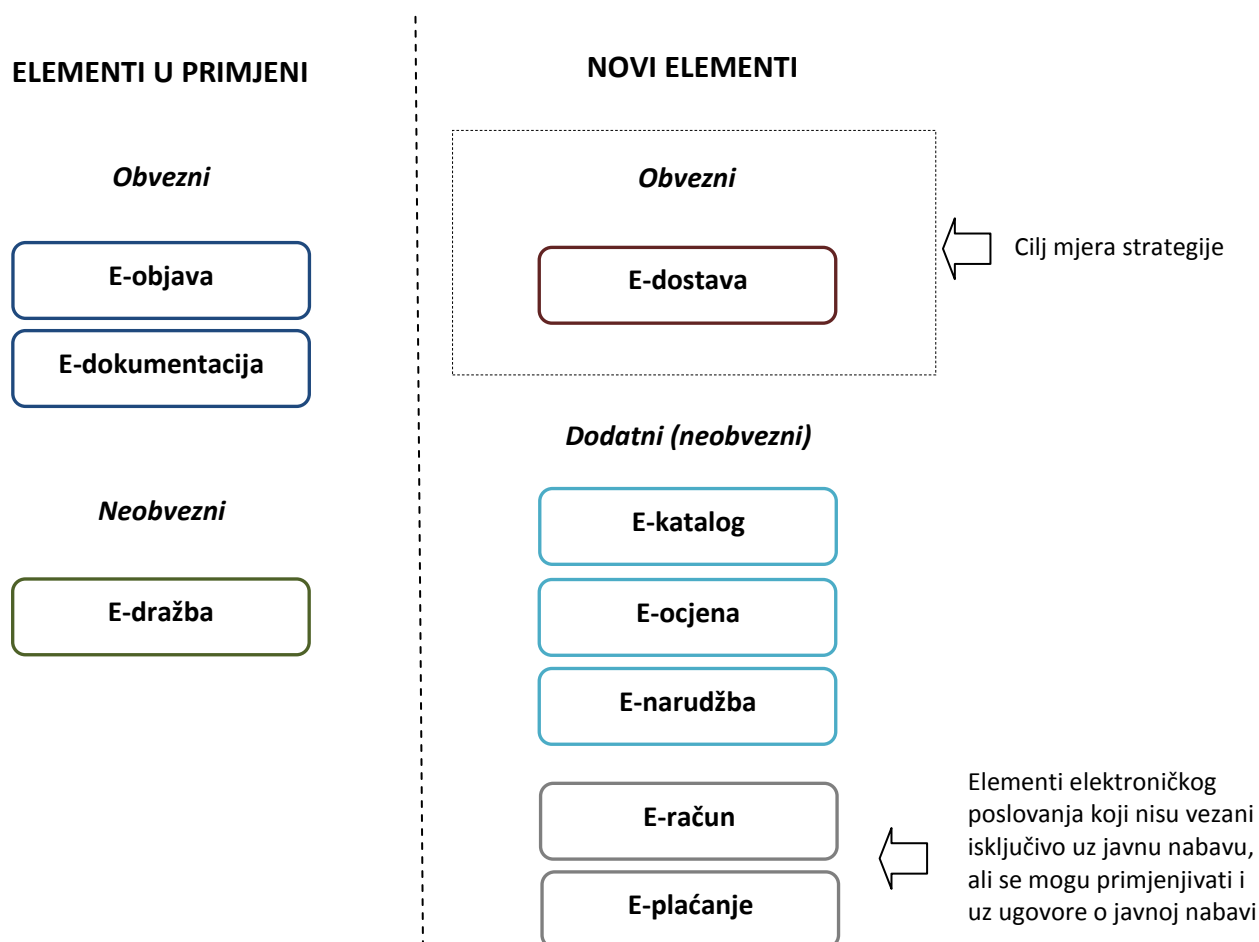 ELEMENTI U PRIMJENI
Obvezni
E-objava
E-dokumentacija
Neobvezni
E-dražba
NOVI ELEMENTI
Obvezni
E-dostava
Cilj mjera strategije
Dodatni (neobvezni)
E-katalog
E-ocjena
E-narudžba
E-račun
E-plaćanje
Elementi elektroničkog
poslovanja koji nisu vezani
isključivo uz javnu nabavu,
ali se mogu primjenjivati i
uz ugovore o javnoj nabavi